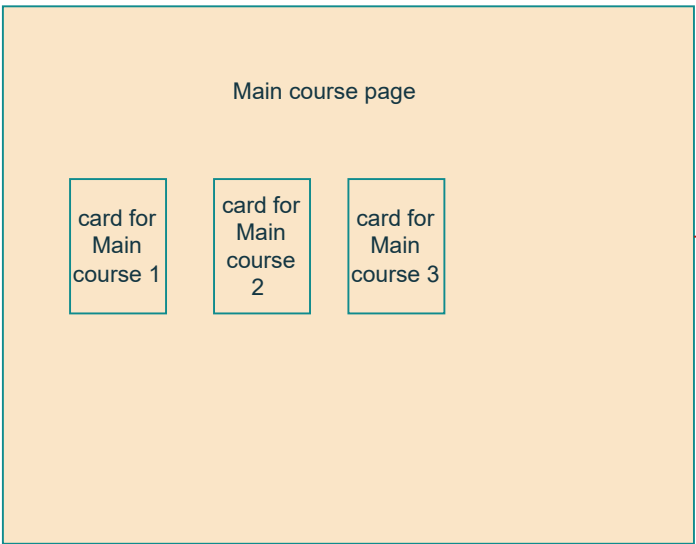 Main course page
card for
Main
course 1
card for
Main
course
2
card for
Main
course 3